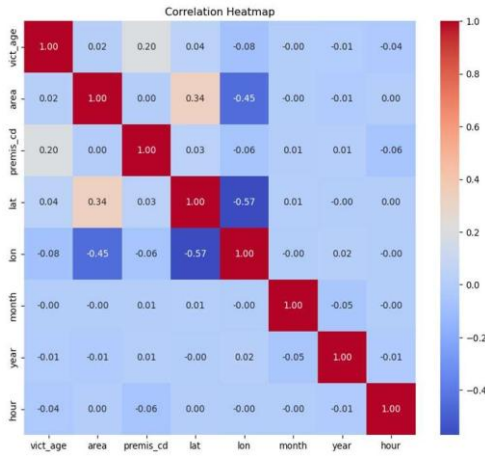 Correlation Heatmap
vict_age 1.00 0.02 0.20 0.04 -0.08 -0.00 -0.01 -0.04
area 0.02 1.00 0.00 0.34 -0.45 -0.00 -0.01 0.00
premis_cd 0.20 0.00 1.00 0.03 -0.06 0.01 0.01 -0.06
lat 0.04 0.34 0.03 1.00 -0.57 0.01 -0.00 0.00
lon -0.08 -0.45 -0.06 -0.57 1.00 -0.00 0.02 -0.00
month -0.00 -0.00 0.01 0.01 -0.00 1.00 -0.05 -0.00
year -0.01 -0.01 0.01 -0.00 0.02 -0.05 1.00 -0.01
hour -0.04 0.00 -0.06 0.00 -0.00 -0.00 -0.01 1.00
vict_age area premis_cd lat lon month year hour
1.0
0.8
0.6
0.4
0.2
0.0
-0.2
-0.4